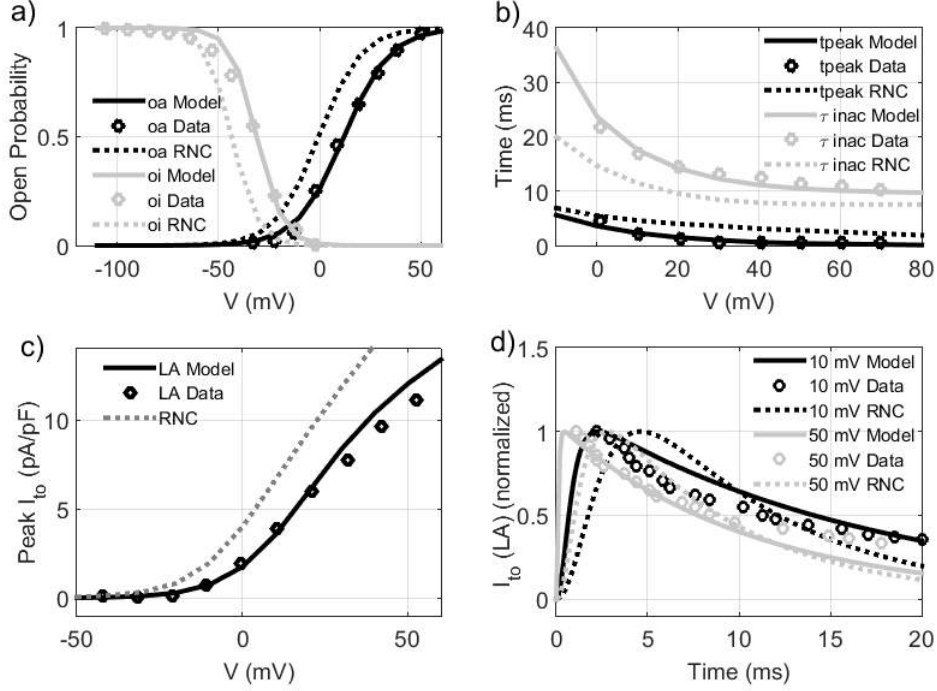 a)
Open Probability
1
0.5
0
oa Model
oa Data
oa RNC
oi Model
oi Data
oi RNC
-100
-50
0
50
V (mV)
b)
Time (ms)
40
30
20
10
0
tpeak Model
tpeak Data
tpeak RNC
τ inac Model
τ inac Data
τ inac RNC
0
20
40
60
80
V (mV)
c)
Peak I_to (pA/pF)
10
5
0
LA Model
LA Data
RNC
-50
0
50
V (mV)
d)
I_to (LA) (normalized)
1.5
1
0.5
0
10 mV Model
10 mV Data
10 mV RNC
50 mV Model
50 mV Data
50 mV RNC
0
5
10
15
20
Time (ms)